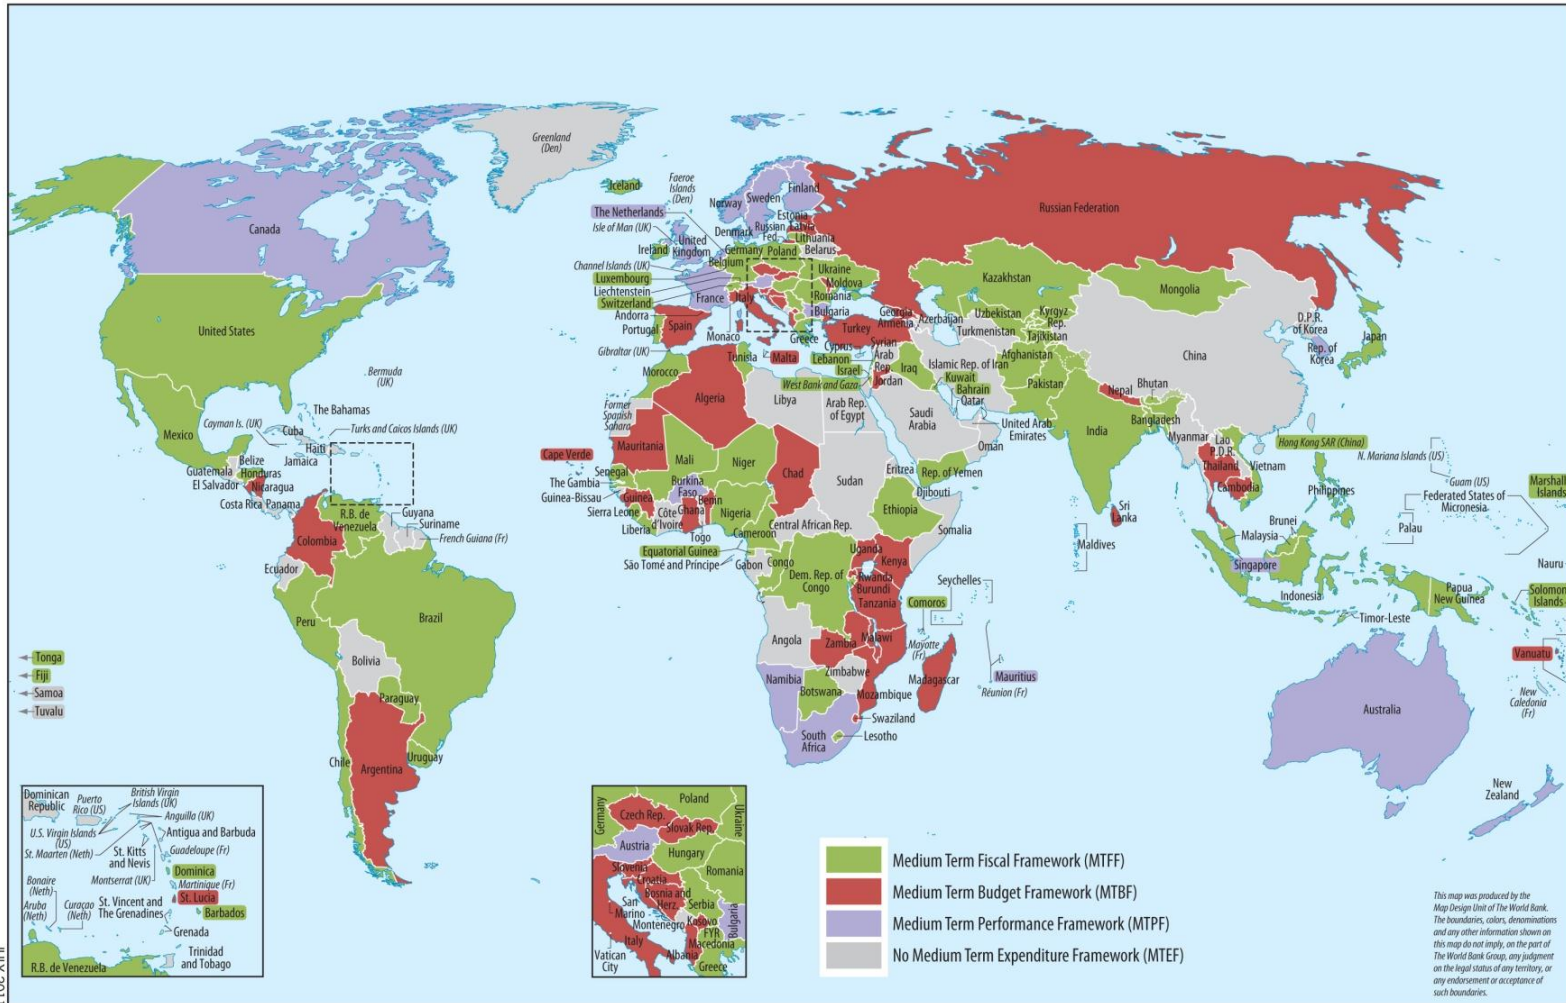 Greenland
(Den)
Iceland
Faeroe
Islands
(Den)
Norway
Sweden
Finland
Russian Federation
Canada
The Netherlands
Isle of Man (UK)
Estonia
Russian
Fed.
Latvia
Denmark
Lithuania
United
Kingdom
Ireland
Germany
Poland
Belarus
Belgium
Channel Islands (UK)
Luxembourg
Liechtenstein
Switzerland
Ukraine
Moldova
Romania
France
Italy
Bulgaria
Andorra
Portugal
Spain
Monaco
Greece
Gibraltar (UK)
Malta
Turkey
Cyprus
Georgia
Armenia
Azerbaijan
Kazakhstan
Uzbekistan
Turkmenistan
Kyrgyz
Rep.
Tajikistan
Mongolia
D.P.R.
of Korea
Rep. of
Korea
Japan
China
United States
Bermuda
(UK)
Mexico
The Bahamas
Cayman Is. (UK)
Cuba
Turks and Caicos Islands (UK)
Haiti
Jamaica
Belize
Guatemala
Honduras
El Salvador
Nicaragua
Costa Rica
Panama
R.B. de
Venezuela
Guyana
Suriname
French Guiana (Fr)
Colombia
Ecuador
Peru
Brazil
Bolivia
Paraguay
Chile
Argentina
Uruguay
Tonga
Fiji
Samoa
Tuvalu
Morocco
Tunisia
Algeria
Libya
Arab Rep.
of Egypt
Former
Spanish
Sahara
Cape Verde
Mauritania
Mali
Niger
Chad
Sudan
Eritrea
Djibouti
Senegal
The Gambia
Guinea-Bissau
Guinea
Sierra Leone
Liberia
Côte
d'Ivoire
Burkina
Faso
Ghana
Benin
Togo
Nigeria
Cameroon
Central African Rep.
Ethiopia
Somalia
Equatorial Guinea
São Tomé and Príncipe
Gabon
Congo
Dem. Rep. of
Congo
Uganda
Kenya
Rwanda
Burundi
Tanzania
Seychelles
Comoros
Angola
Zambia
Malawi
Mayotte
(Fr)
Zimbabwe
Namibia
Botswana
Mozambique
Madagascar
Mauritius
Réunion (Fr)
Swaziland
Lesotho
South
Africa
Lebanon
Israel
West Bank and Gaza
Syrian
Arab
Rep.
Jordan
Iraq
Islamic Rep. of Iran
Kuwait
Bahrain
Qatar
Saudi
Arabia
United Arab
Emirates
Oman
Rep. of Yemen
Afghanistan
Pakistan
Nepal
Bhutan
Bangladesh
India
Myanmar
Lao
P.D.R.
Thailand
Vietnam
Cambodia
Sri
Lanka
Maldives
Hong Kong SAR (China)
N. Mariana Islands (US)
Guam (US)
Philippines
Federated States of
Micronesia
Marshall
Islands
Palau
Brunei
Malaysia
Singapore
Indonesia
Nauru
Papua
New Guinea
Solomon
Islands
Timor-Leste
Vanuatu
New
Caledonia
(Fr)
Australia
New
Zealand
Dominican
Republic
Puerto
Rico (US)
British Virgin
Islands (UK)
Anguilla (UK)
U.S. Virgin Islands
(US)
Antigua and Barbuda
St. Maarten (Neth)
St. Kitts
and Nevis
Guadeloupe (Fr)
Montserrat (UK)
Dominica
Martinique (Fr)
Bonaire
(Neth)
Aruba
(Neth)
Curaçao
(Neth)
St. Lucia
St. Vincent and
The Grenadines
Barbados
Grenada
Trinidad
and Tobago
R.B. de Venezuela
Germany
Poland
Czech Rep.
Ukraine
Slovak Rep.
Austria
Hungary
Romania
Slovenia
Croatia
Bosnia and
Herz.
Serbia
San
Marino
Montenegro
Kosovo
Bulgaria
FYR
Macedonia
Italy
Albania
Vatican
City
Greece
Medium Term Fiscal Framework (MTFF)
Medium Term Budget Framework (MTBF)
Medium Term Performance Framework (MTPF)
No Medium Term Expenditure Framework (MTEF)
This map was produced by the
Map Design Unit of The World Bank.
The boundaries, colors, denominations
and any other information shown on
this map do not imply, on the part of
The World Bank Group, any judgment
on the legal status of any territory, or
any endorsement or acceptance of
such boundaries.